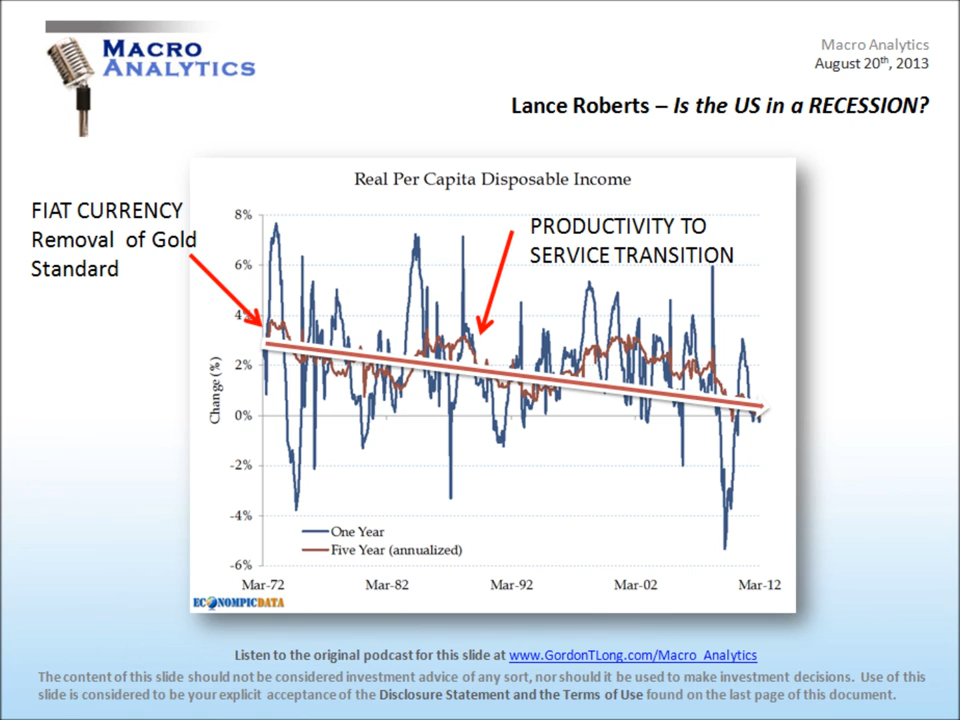 MACRO
ANALYTICS
Macro Analytics
August 20th, 2013
Lance Roberts – Is the US in a RECESSION?
FIAT CURRENCY
Removal of Gold
Standard
Real Per Capita Disposable Income
PRODUCTIVITY TO
SERVICE TRANSITION
Change (%)
8%
6%
4
2%
0%
-2%
-4%
-6%
One Year
Five Year (annualized)
Mar-72 Mar-82 Mar-92 Mar-02 Mar-12
ECONOMPICDATA
Listen to the original podcast for this slide at www.GordonTLong.com/Macro_Analytics
The content of this slide should not be considered investment advice of any sort, nor should it be used to make investment decisions. Use of this
slide is considered to be your explicit acceptance of the Disclosure Statement and the Terms of Use found on the last page of this document.